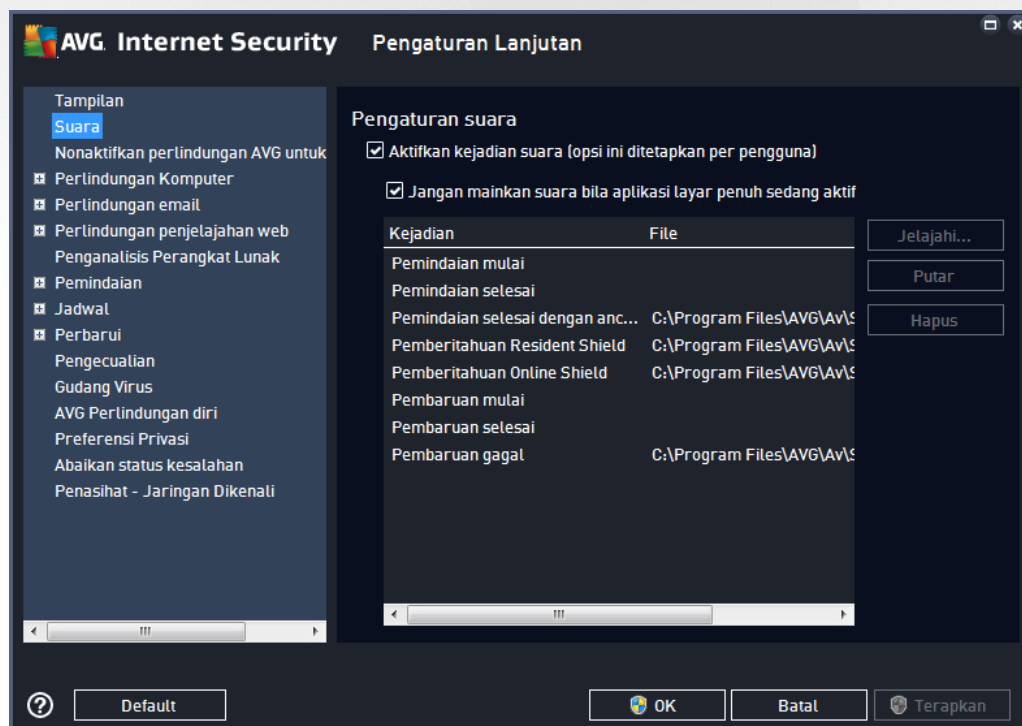 AVG. Internet Security
Pengaturan Lanjutan
Tampilan
Suara
Nonaktifkan perlindungan AVG untuk
Perlindungan Komputer
Perlindungan email
Perlindungan penjelajahan web
Penganalisis Perangkat Lunak
Pemindaian
Jadwal
Perbarui
Pengecualian
Gudang Virus
AVG Perlindungan diri
Preferensi Privasi
Abaikan status kesalahan
Penasihat - Jaringan Dikenali
Pengaturan suara
Aktifkan kejadian suara (opsi ini ditetapkan per pengguna)
Jangan mainkan suara bila aplikasi layar penuh sedang aktif
Kejadian File
Pemindaian mulai
Pemindaian selesai
Pemindaian selesai dengan anc... C:\Program Files\AVG\Av\S
Pemberitahuan Resident Shield C:\Program Files\AVG\Av\S
Pemberitahuan Online Shield C:\Program Files\AVG\Av\S
Pembaruan mulai
Pembaruan selesai
Pembaruan gagal C:\Program Files\AVG\Av\S
Jelajahi...
Putar
Hapus
? Default OK Batal Terapkan